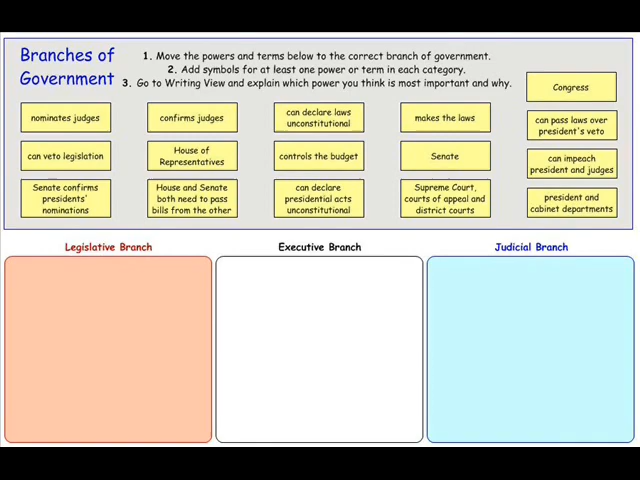 Branches of
Government
1. Move the powers and terms below to the correct branch of government.
2. Add symbols for at least one power or term in each category.
3. Go to Writing View and explain which power you think is most important and why.
Congress
nominates judges
confirms judges
can declare laws
unconstitutional
makes the laws
can pass laws over
president's veto
can veto legislation
House of
Representatives
controls the budget
Senate
can impeach
president and judges
Senate confirms
presidents'
nominations
House and Senate
both need to pass
bills from the other
can declare
presidential acts
unconstitutional
Supreme Court,
courts of appeal and
district courts
president and
cabinet departments
Legislative Branch
Executive Branch
Judicial Branch